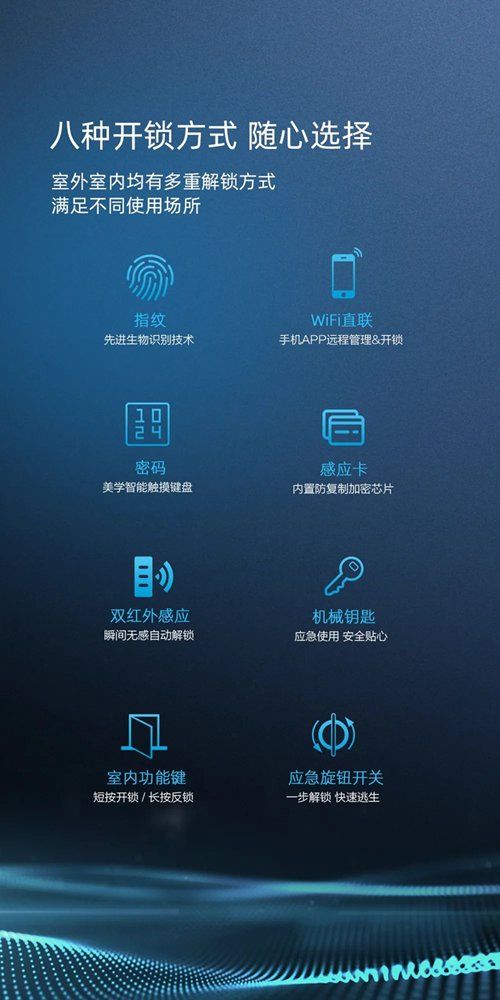 八种开锁方式 随心选择
室外室内均有多重解锁方式
满足不同使用场所
指纹
先进生物识别技术
WiFi直联
手机APP远程管理&开锁
10
24
密码
美学智能触摸键盘
感应卡
内置防复制加密芯片
双红外感应
瞬间无感自动解锁
机械钥匙
应急使用 安全贴心
室内功能键
短按开锁 / 长按反锁
应急旋钮开关
一步解锁 快速逃生